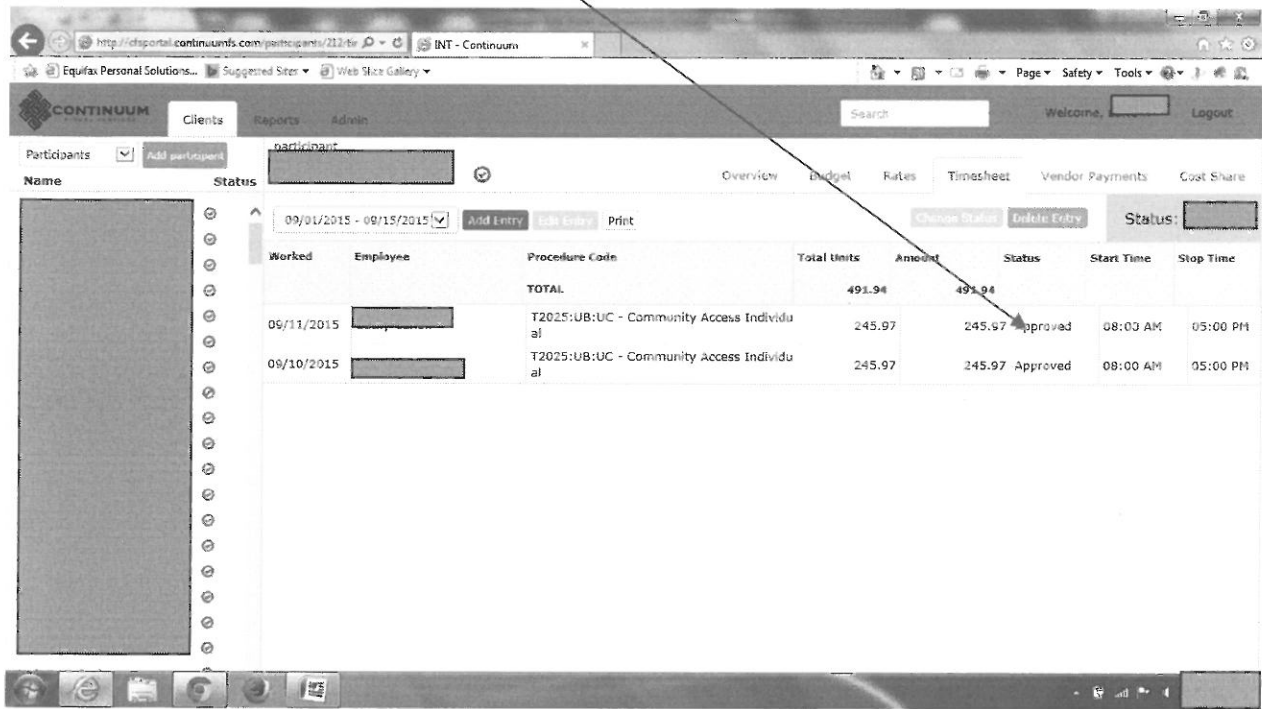 http://cfsportal.continuumfs.com/participants/212/tir
INT - Continuum
Equifax Personal Solutions...
Suggested Sites
Web Slice Gallery
Page
Safety
Tools
CONTINUUM
Clients
Reports
Admin
Search
Welcome,
Logout
Participants
Add participant
participant
Name
Status
Overview
Budget
Rates
Timesheet
Vendor Payments
Cost Share
09/01/2015 - 09/15/2015
Add Entry
Edit Entry
Print
Change Status
Delete Entry
Status:
Worked Employee Procedure Code Total Units Amount Status Start Time Stop Time
TOTAL 491.94 491.94
09/11/2015 T2025:UB:UC - Community Access Individu 245.97 245.97 Approved 08:00 AM 05:00 PM
al
09/10/2015 T2025:UB:UC - Community Access Individu 245.97 245.97 Approved 08:00 AM 05:00 PM
al